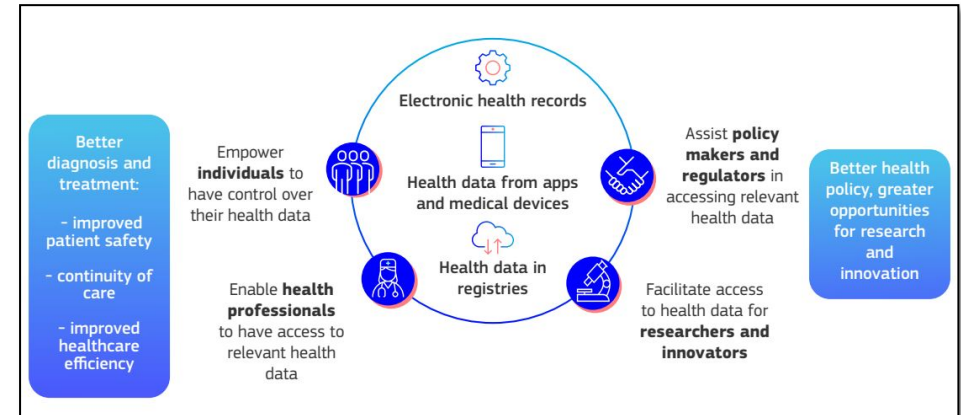 Better
diagnosis and
treatment:
- improved
patient safety
- continuity of
care
- improved
healthcare
efficiency
Empower
individuals to
have control over
their health data
Enable health
professionals
to have access to
relevant health
data
Electronic health records
Health data from apps
and medical devices
Health data in
registries
Assist policy
makers and
regulators in
accessing relevant
health data
Facilitate access
to health data for
researchers and
innovators
Better health
policy, greater
opportunities
for research
and
innovation